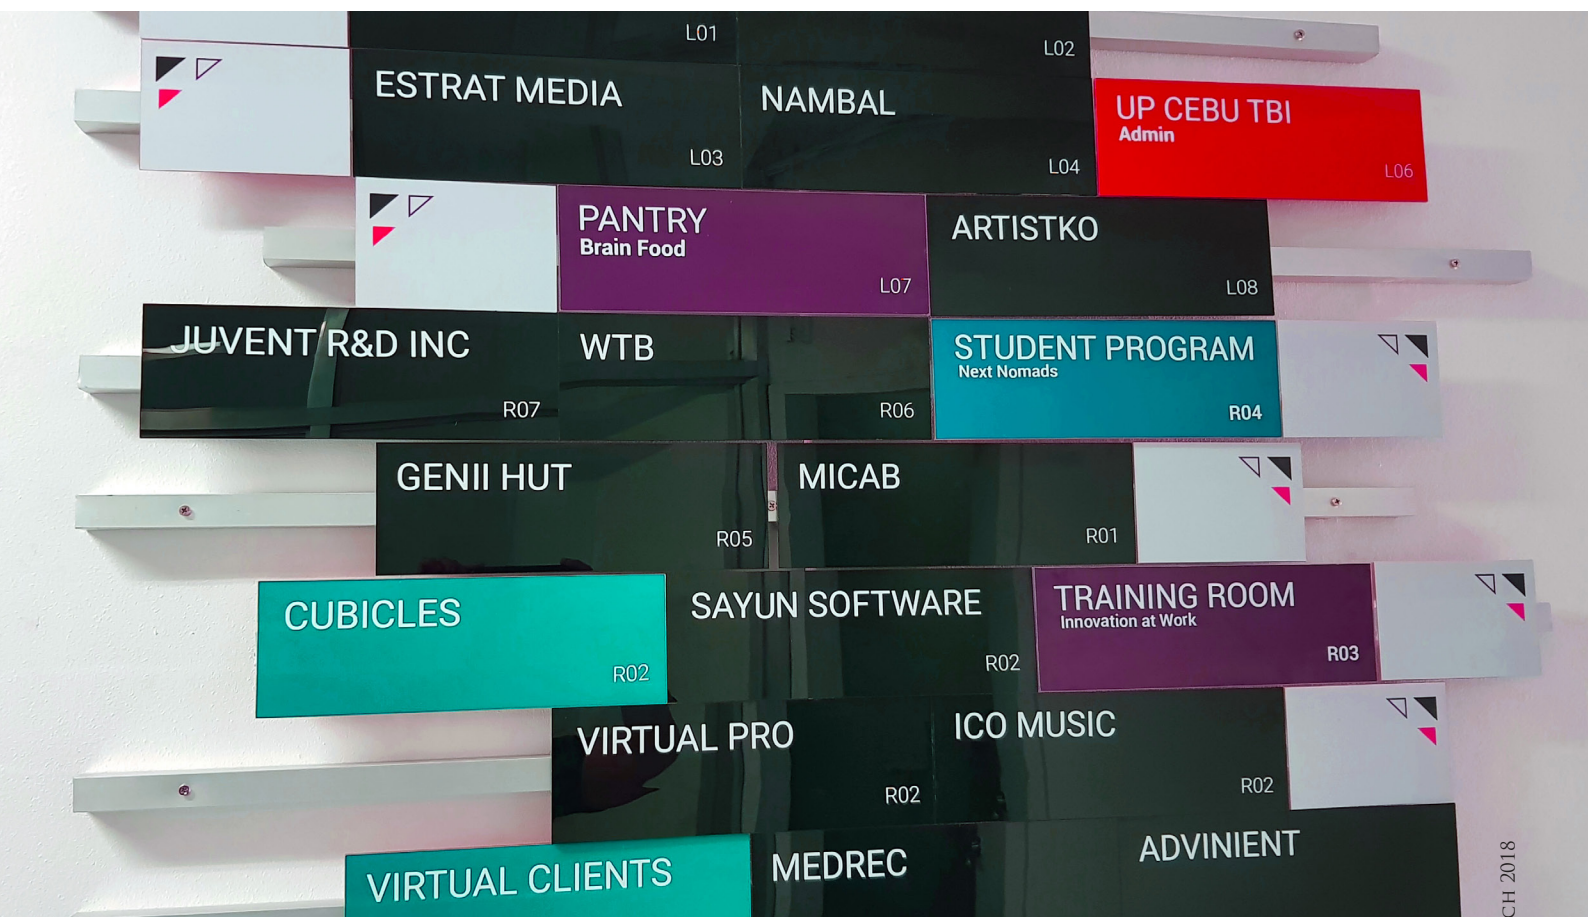 L01
L02
ESTRAT MEDIA
L03
NAMBAL
L04
UP CEBU TBI
Admin
L06
PANTRY
Brain Food
L07
ARTISTKO
L08
JUVENT R&D INC
R07
WTB
R06
STUDENT PROGRAM
Next Nomads
R04
GENII HUT
R05
MICAB
R01
CUBICLES
R02
SAYUN SOFTWARE
R02
TRAINING ROOM
Innovation at Work
R03
VIRTUAL PRO
R02
ICO MUSIC
R02
VIRTUAL CLIENTS
MEDREC
ADVINIENT
CH 2018